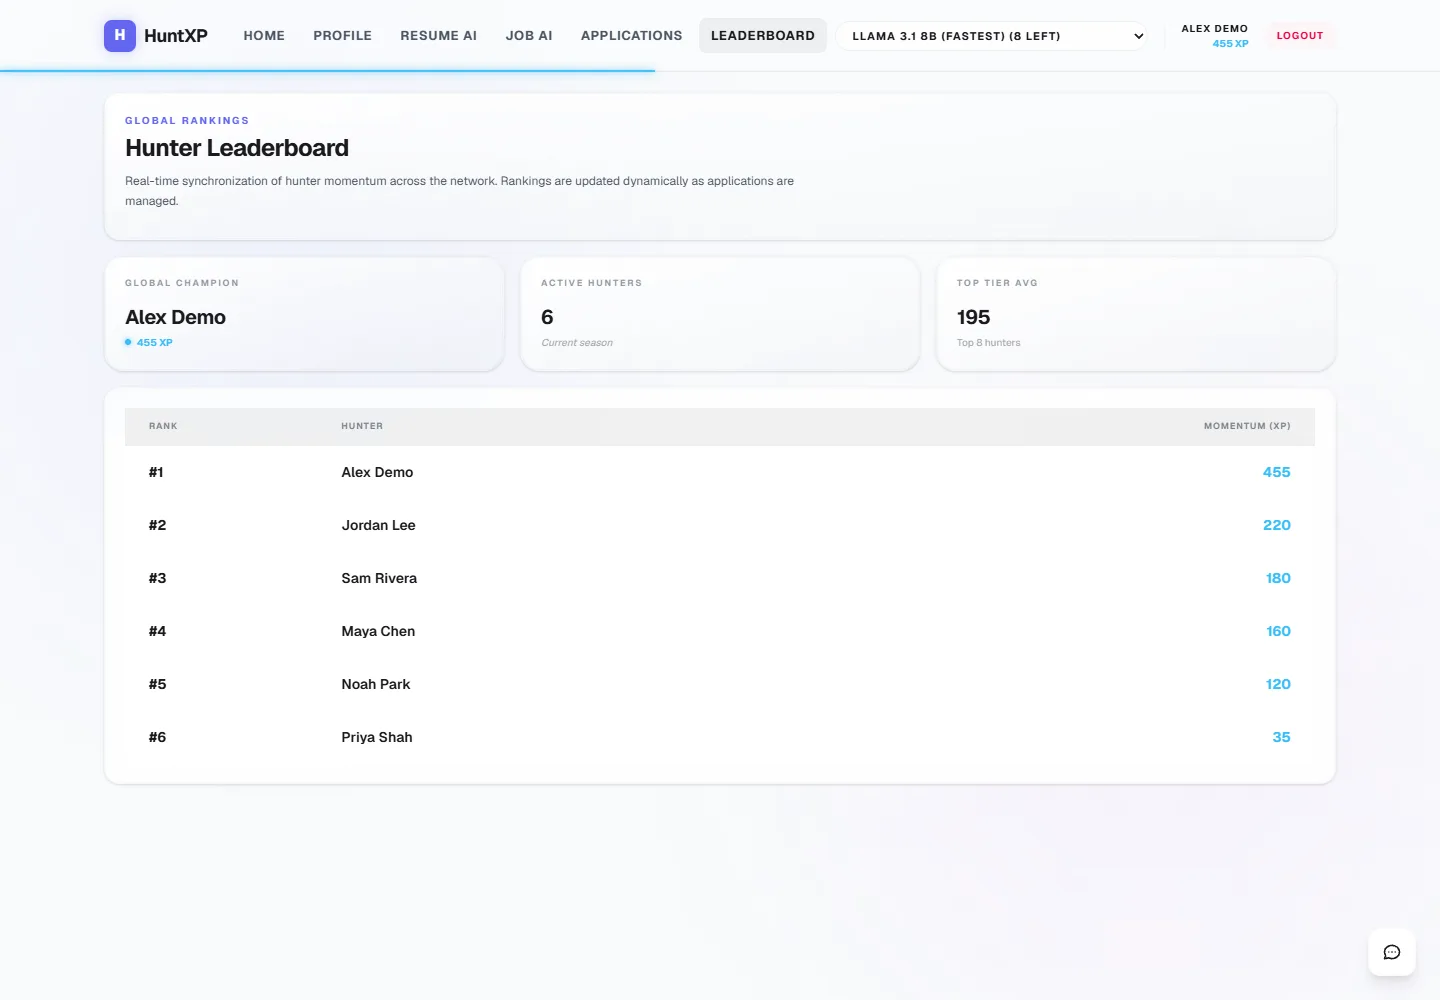 H HuntXP HOME PROFILE RESUME AI JOB AI APPLICATIONS LEADERBOARD LLAMA 3.1 8B (FASTEST) (8 LEFT) ALEX DEMO LOGOUT
455 XP
GLOBAL RANKINGS
Hunter Leaderboard
Real-time synchronization of hunter momentum across the network. Rankings are updated dynamically as applications are
managed.
GLOBAL CHAMPION
Alex Demo
455 XP
ACTIVE HUNTERS
6
Current season
TOP TIER AVG
195
Top 8 hunters
RANK HUNTER MOMENTUM (XP)
#1 Alex Demo 455
#2 Jordan Lee 220
#3 Sam Rivera 180
#4 Maya Chen 160
#5 Noah Park 120
#6 Priya Shah 35